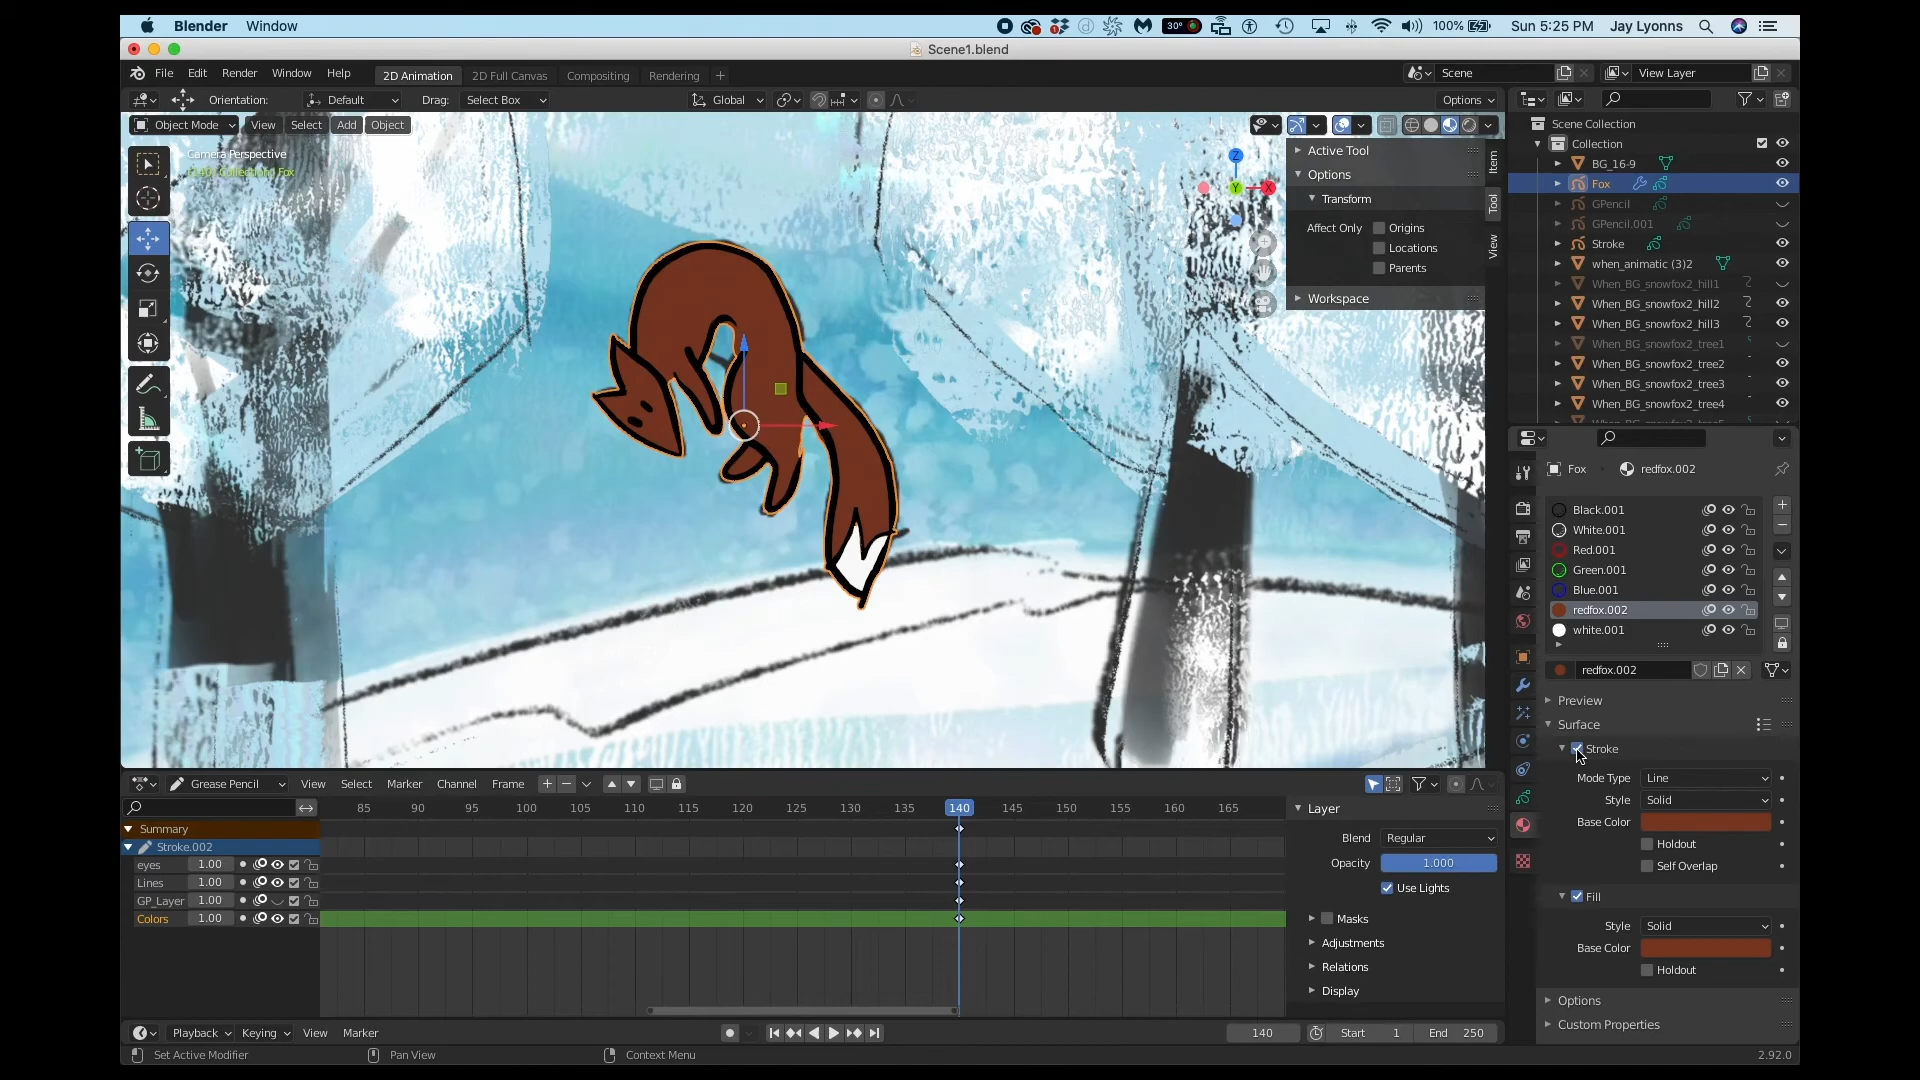 Blender Window 30° 100% Sun 5:25 PM Jay Lyonns
Scene1.blend
File Edit Render Window Help 2D Animation 2D Full Canvas Compositing Rendering + Scene View Layer
Orientation: Default Drag: Select Box Global Options
Object Mode View Select Add Object
Camera Perspective
(140) Collection | Fox
Z
Y
X
Active Tool
Options
Transform
Affect Only Origins
Locations
Parents
Workspace
Item
Tool
View
Scene Collection
Collection
BG_16-9
Fox
GPencil
GPencil.001
Stroke
when_animatic (3)2
When_BG_snowfox2_hill1
When_BG_snowfox2_hill2
When_BG_snowfox2_hill3
When_BG_snowfox2_tree1
When_BG_snowfox2_tree2
When_BG_snowfox2_tree3
When_BG_snowfox2_tree4
Fox redfox.002
Black.001
White.001
Red.001
Green.001
Blue.001
redfox.002
white.001
redfox.002
Preview
Surface
Stroke
Mode Type Line
Style Solid
Base Color
Holdout
Self Overlap
Fill
Style Solid
Base Color
Holdout
Options
Custom Properties
Grease Pencil View Select Marker Channel Frame
85 90 95 100 105 110 115 120 125 130 135 140 145 150 155 160 165
Summary
Stroke.002
eyes 1.00
Lines 1.00
GP_Layer 1.00
Colors 1.00
Layer
Blend Regular
Opacity 1.000
Use Lights
Masks
Adjustments
Relations
Display
Playback Keying View Marker 140 Start 1 End 250
Set Active Modifier Pan View Context Menu 2.92.0